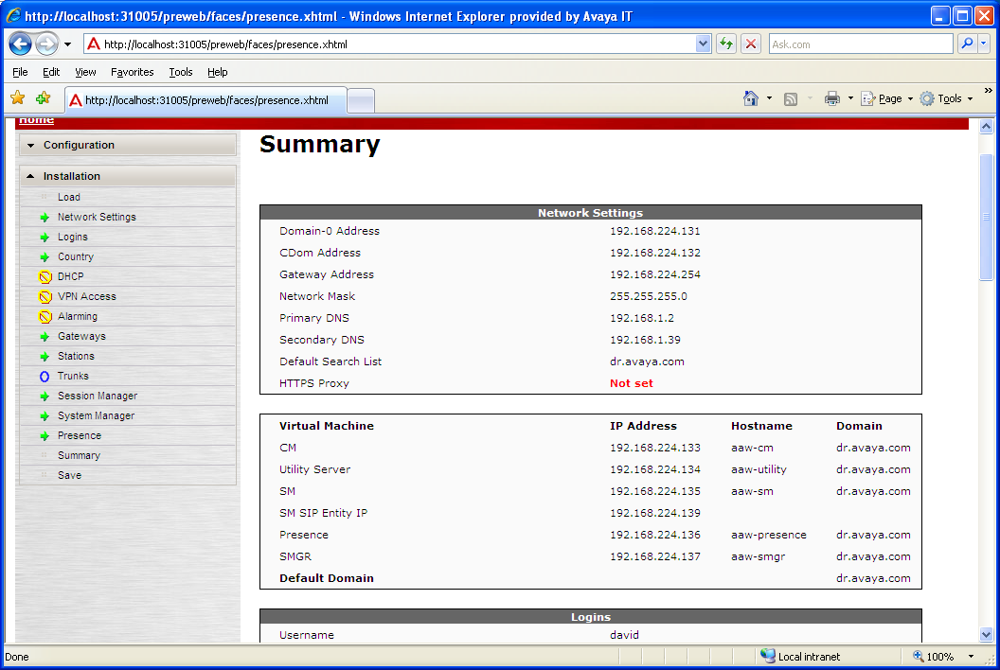 http://localhost:31005/preweb/faces/presence.xhtml - Windows Internet Explorer provided by Avaya IT
http://localhost:31005/preweb/faces/presence.xhtml
Ask.com
File Edit View Favorites Tools Help
http://localhost:31005/preweb/faces/presence.xhtml
Page Tools »
Home
Configuration
Installation
Load
Network Settings
Logins
Country
DHCP
VPN Access
Alarming
Gateways
Stations
Trunks
Session Manager
System Manager
Presence
Summary
Save
Summary
Network Settings
Domain-0 Address 192.168.224.131
CDom Address 192.168.224.132
Gateway Address 192.168.224.254
Network Mask 255.255.255.0
Primary DNS 192.168.1.2
Secondary DNS 192.168.1.39
Default Search List dr.avaya.com
HTTPS Proxy Not set
Virtual Machine IP Address Hostname Domain
CM 192.168.224.133 aaw-cm dr.avaya.com
Utility Server 192.168.224.134 aaw-utility dr.avaya.com
SM 192.168.224.135 aaw-sm dr.avaya.com
SM SIP Entity IP 192.168.224.139
Presence 192.168.224.136 aaw-presence dr.avaya.com
SMGR 192.168.224.137 aaw-smgr dr.avaya.com
Default Domain dr.avaya.com
Logins
Username david
Done Local intranet 100%